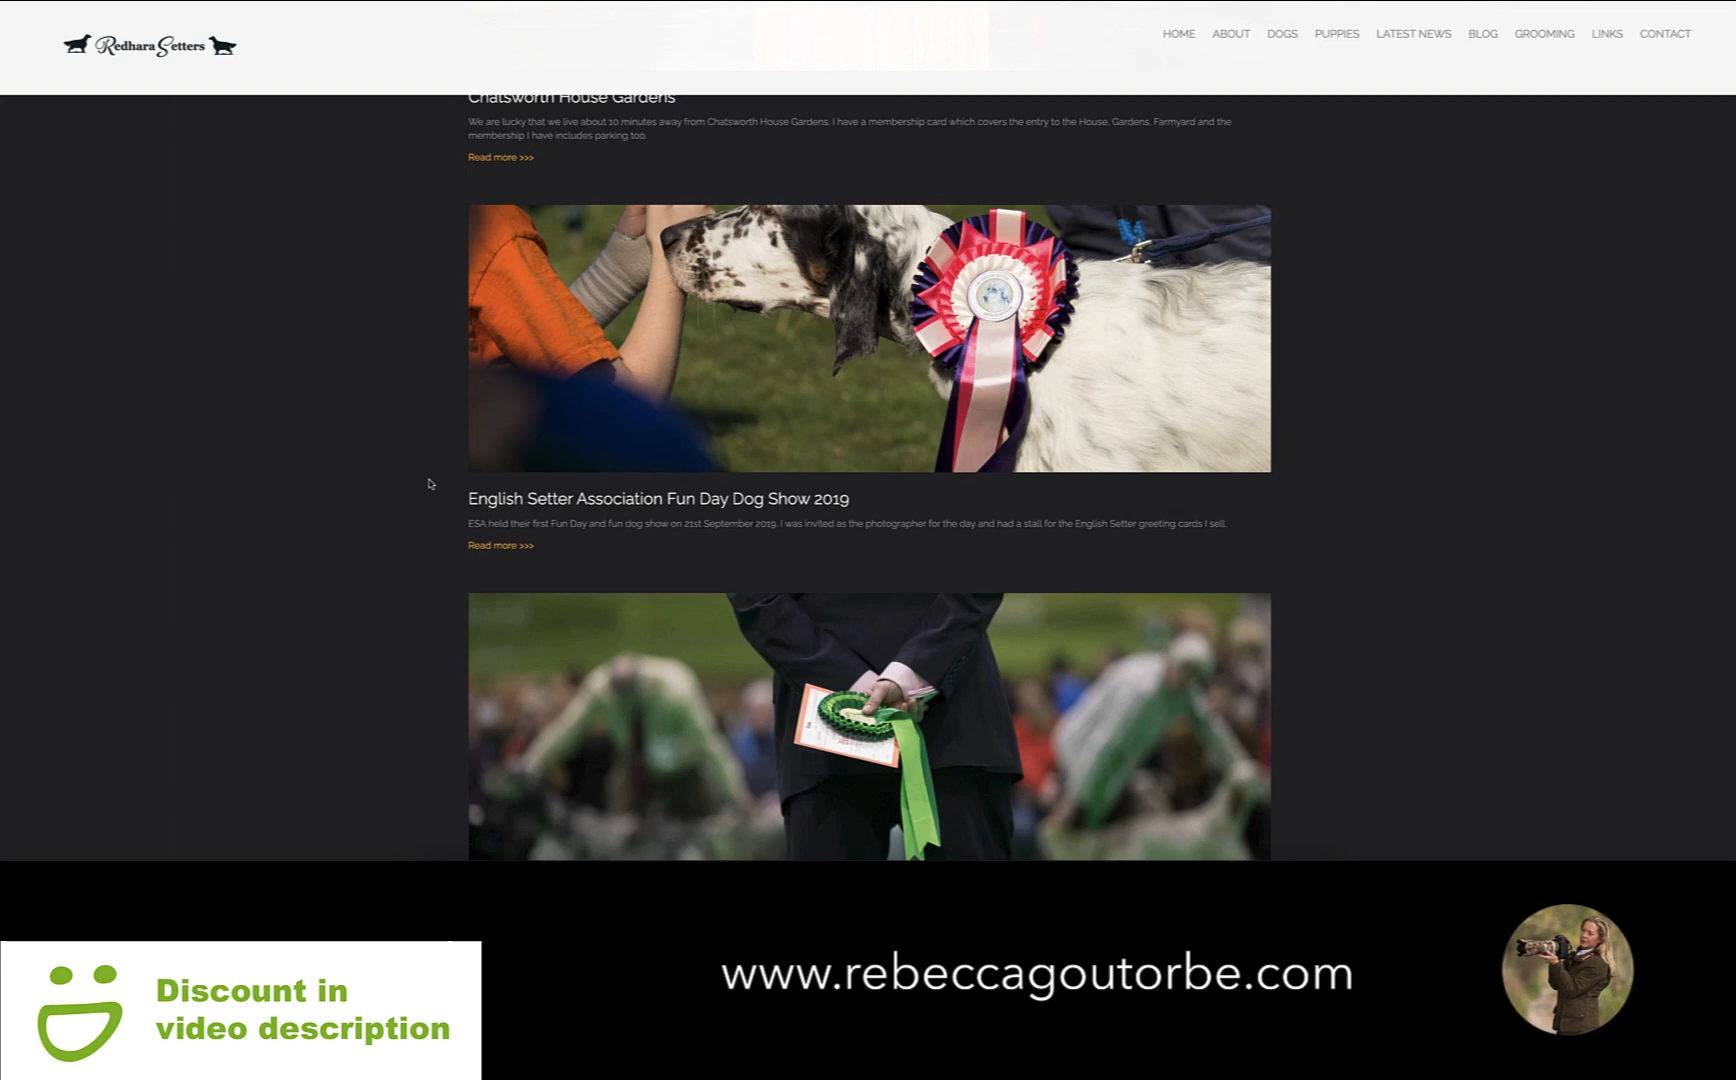 Redhara Setters
HOME ABOUT DOGS PUPPIES LATEST NEWS BLOG GROOMING LINKS CONTACT
Chatsworth House Gardens
We are lucky that we live about 10 minutes away from Chatsworth House Gardens. I have a membership card which covers the entry to the House, Gardens, Farmyard and the
membership I have includes parking too.
Read more >>>
English Setter Association Fun Day Dog Show 2019
ESA held their first Fun Day and fun dog show on 21st September 2019. I was invited as the photographer for the day and had a stall for the English Setter greeting cards I sell.
Read more >>>
Discount in
video description
www.rebeccagoutorbe.com